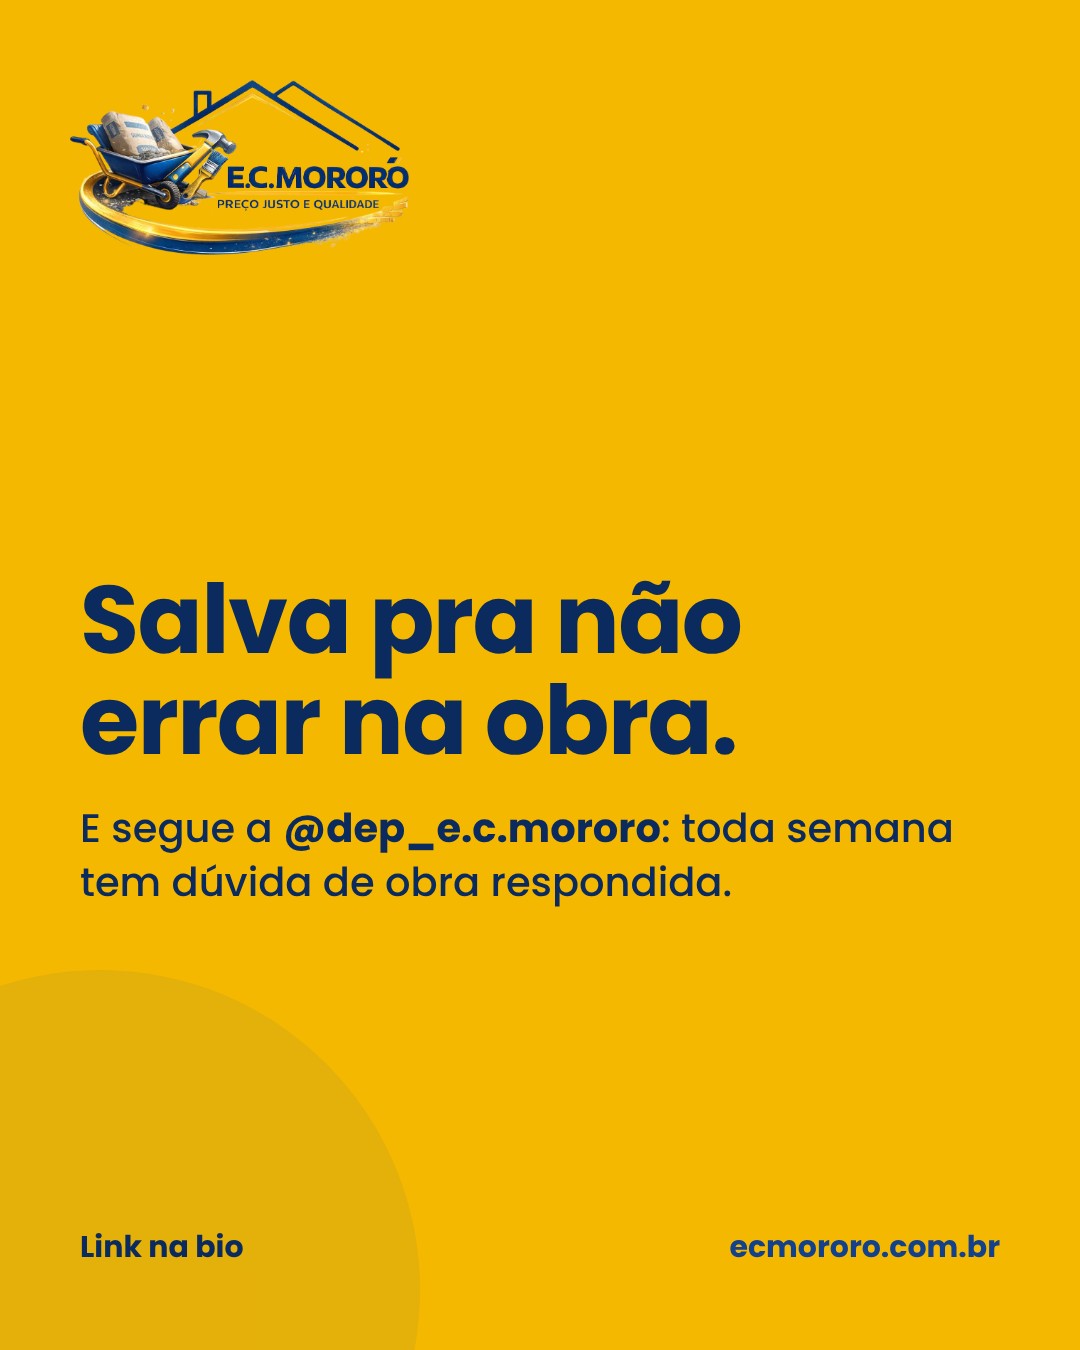 E.C.MORORÓ
PREÇO JUSTO E QUALIDADE
Salva pra não
errar na obra.
E segue a @dep_e.c.mororo: toda semana
tem dúvida de obra respondida.
Link na bio
ecmororo.com.br